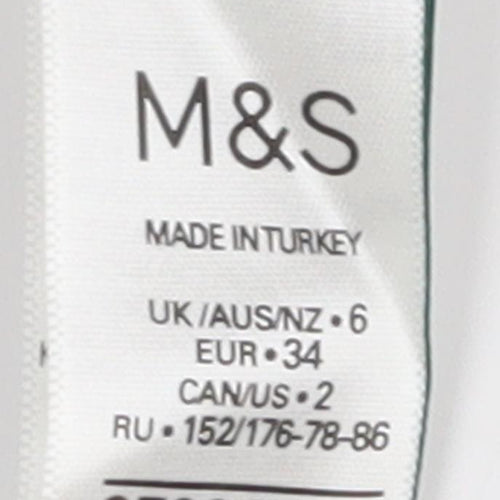 M&S
MADE IN TURKEY
UK/AUS/NZ • 6
EUR • 34
CAN/US • 2
RU • 152/176-78-86